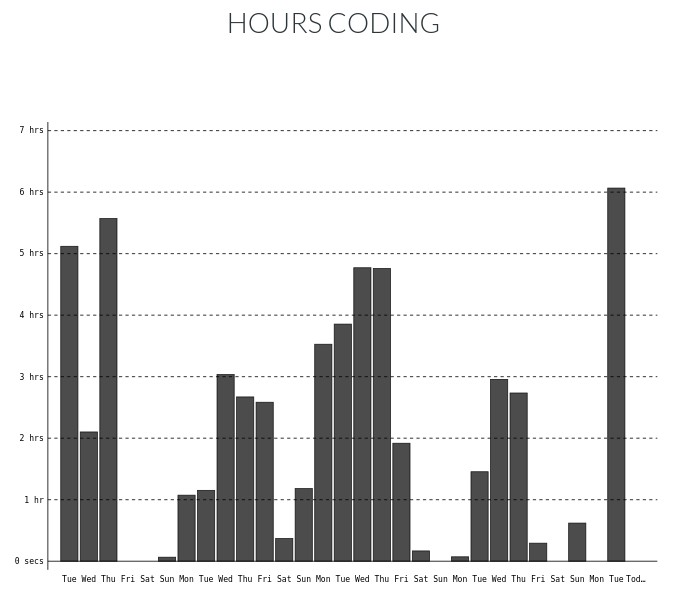 HOURS CODING
7 hrs
6 hrs
5 hrs
4 hrs
3 hrs
2 hrs
1 hr
0 secs
Tue Wed Thu Fri Sat Sun Mon Tue Wed Thu Fri Sat Sun Mon Tue Wed Thu Fri Sat Sun Mon Tue Wed Thu Fri Sat Sun Mon Tue Tod…